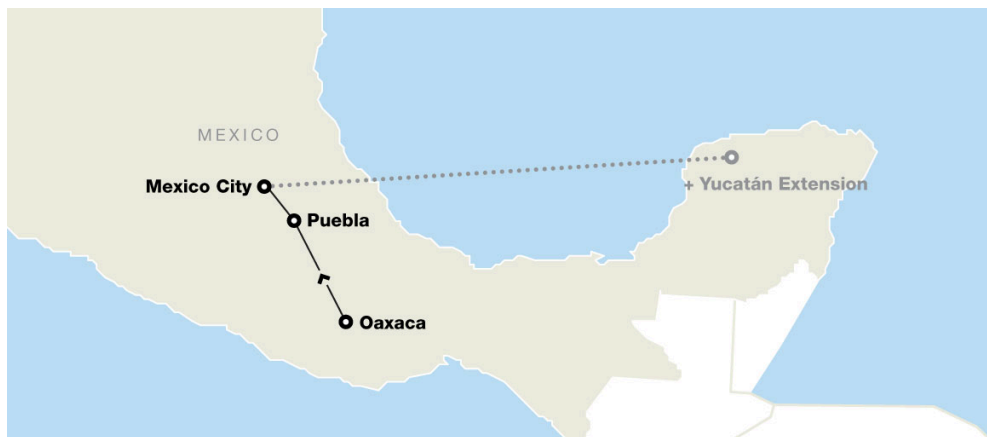 MEXICO
Mexico City
+ Yucatán Extension
Puebla
Oaxaca